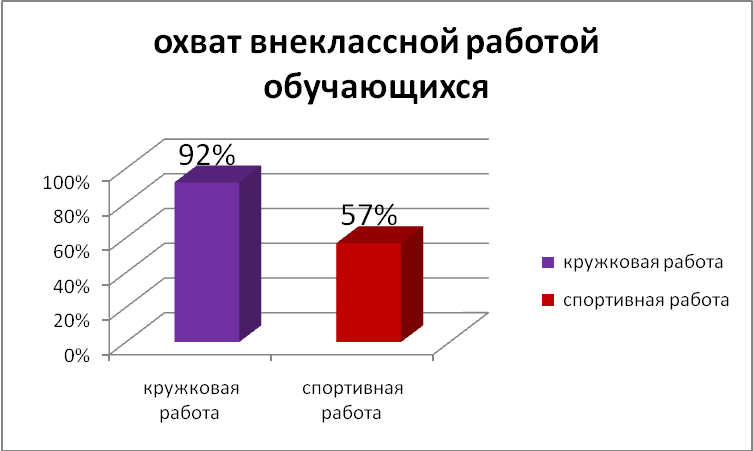 охват внеклассной работой
обучающихся
92%
57%
100%
80%
60%
40%
20%
0%
кружковая
работа
спортивная
работа
кружковая работа
спортивная работа